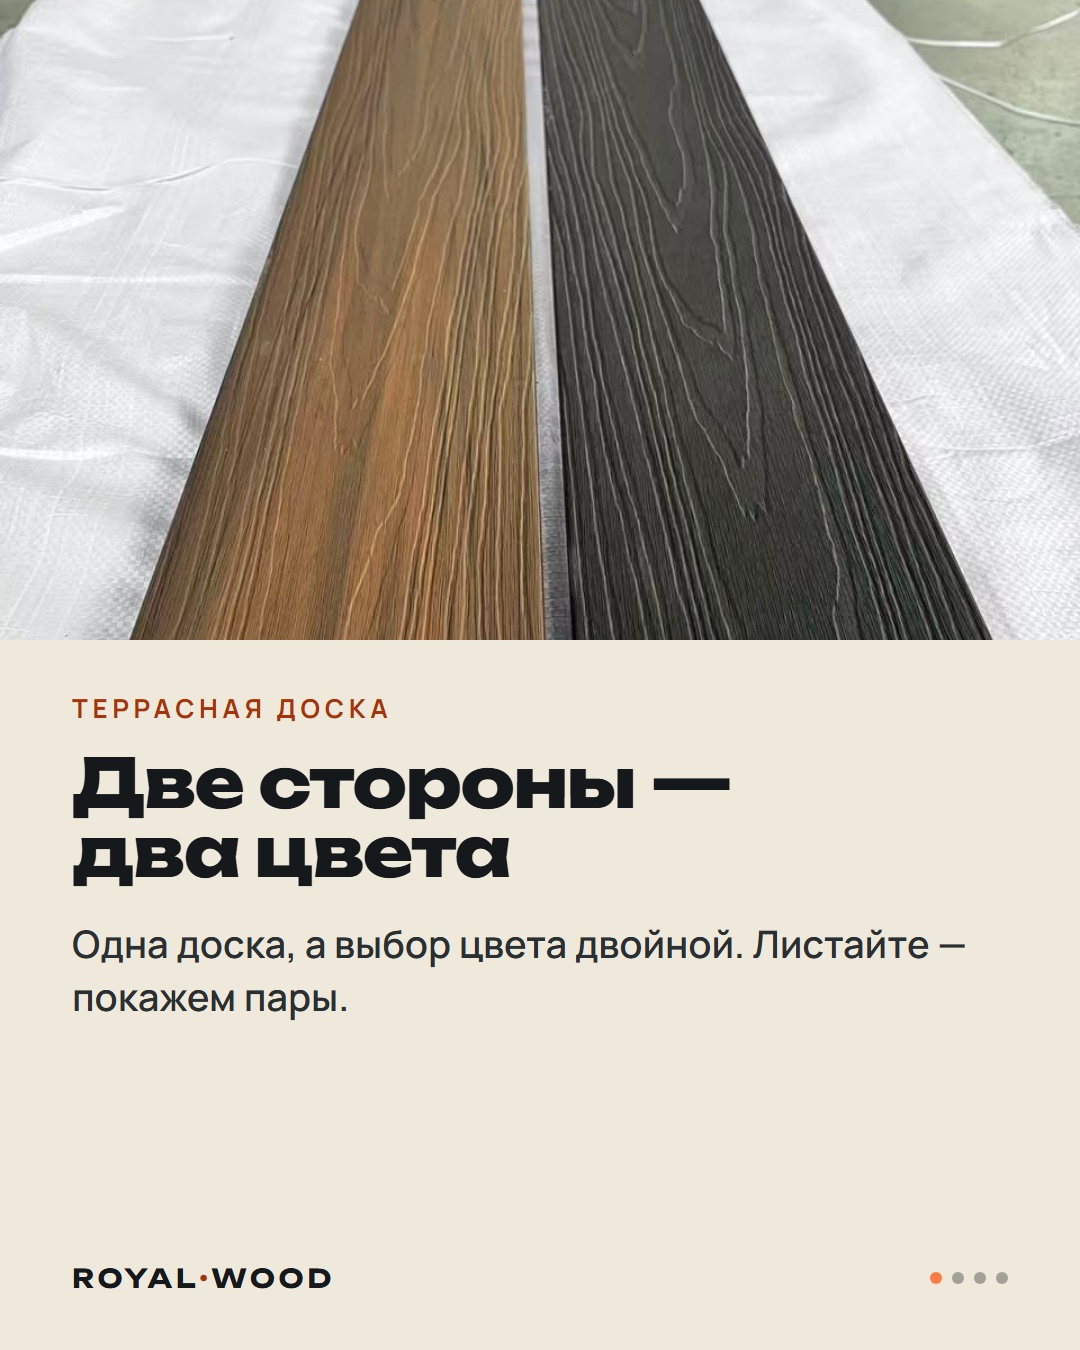 ТЕРРАСНАЯ ДОСКА
Две стороны —
два цвета
Одна доска, а выбор цвета двойной. Листайте —
покажем пары.
ROYAL·WOOD